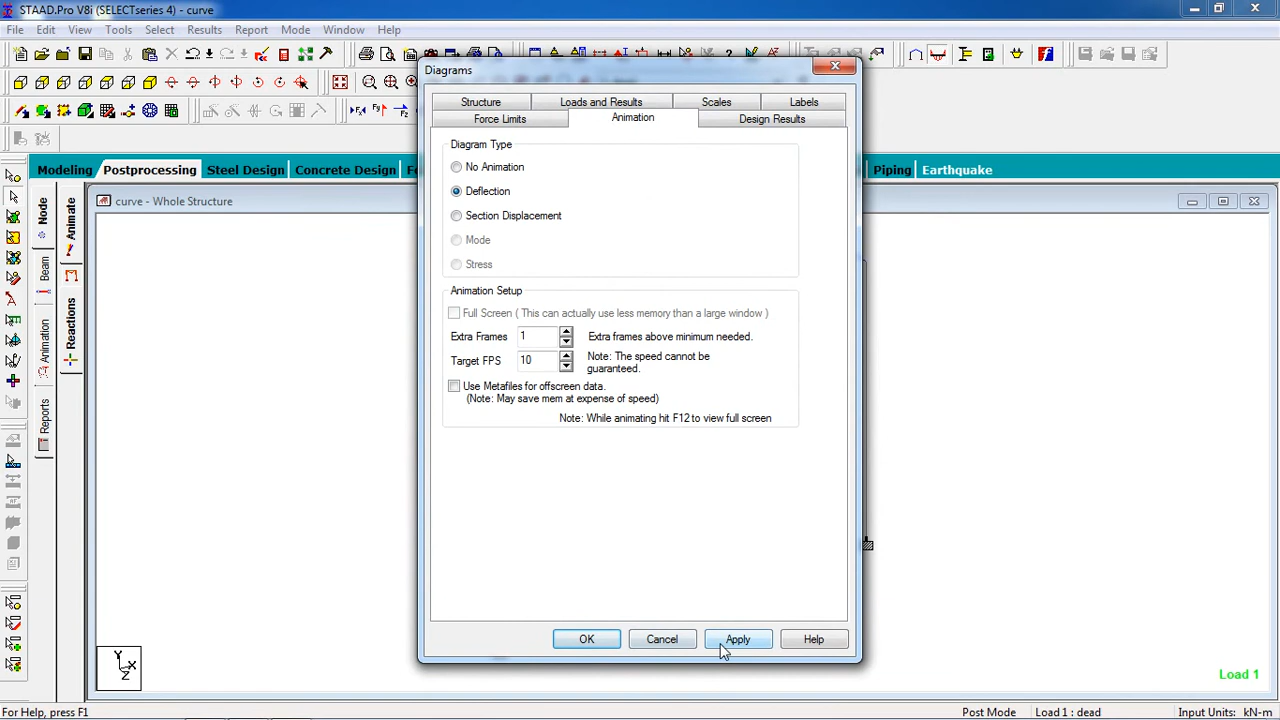 STAAD.Pro V8i (SELECTseries 4) - curve
File Edit View Tools Select Results Report Mode Window Help
Diagrams
Structure Loads and Results Scales Labels
Force Limits Animation Design Results
Modeling Postprocessing Steel Design Concrete Design Piping Earthquake
curve - Whole Structure
Node
Beam
Animation
Reports
Animate
Reactions
Diagram Type
No Animation
Deflection
Section Displacement
Mode
Stress
Animation Setup
Full Screen ( This can actually use less memory than a large window )
Extra Frames 1 Extra frames above minimum needed.
Target FPS 10 Note: The speed cannot be
guaranteed.
Use Metafiles for offscreen data.
(Note: May save mem at expense of speed)
Note: While animating hit F12 to view full screen
OK Cancel Apply Help
Y
X
Z
Load 1
For Help, press F1 Post Mode Load 1 : dead Input Units: kN-m